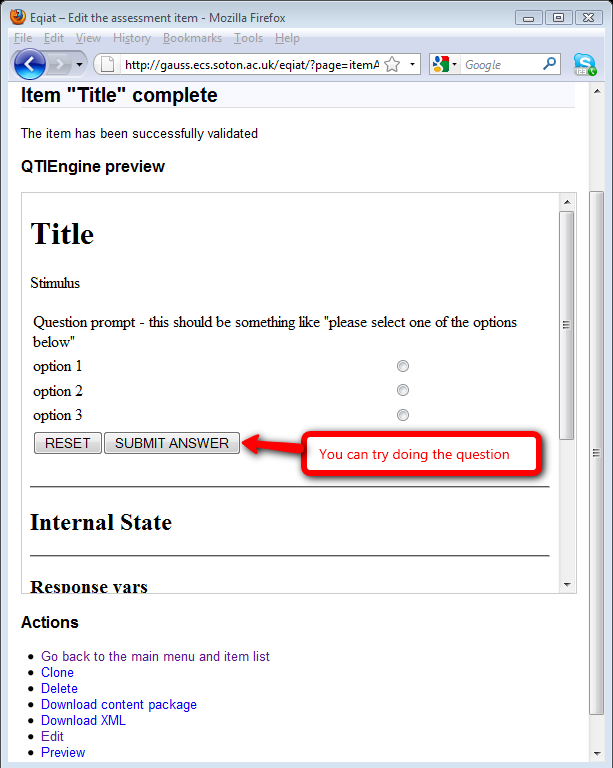 Eqiat – Edit the assessment item - Mozilla Firefox
File Edit View History Bookmarks Tools Help
http://gauss.ecs.soton.ac.uk/eqiat/?page=itemA
Google
Item "Title" complete
The item has been successfully validated
QTIEngine preview
Title
Stimulus
Question prompt - this should be something like "please select one of the options
below"
option 1
option 2
option 3
RESET SUBMIT ANSWER
You can try doing the question
Internal State
Response vars
Actions
Go back to the main menu and item list
Clone
Delete
Download content package
Download XML
Edit
Preview